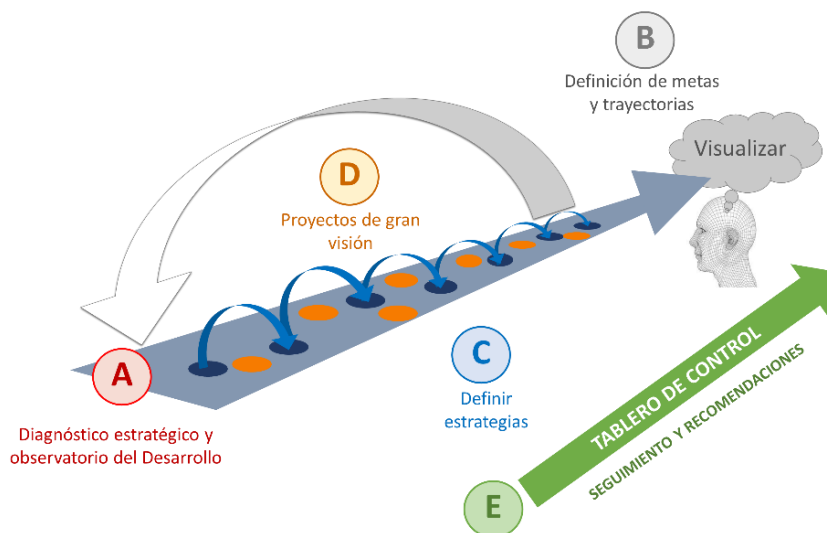 B
Definición de metas
y trayectorias
Visualizar
D
Proyectos de gran
visión
A
Diagnóstico estratégico y
observatorio del Desarrollo
C
Definir
estrategias
E
TABLERO DE CONTROL
SEGUIMIENTO Y RECOMENDACIONES